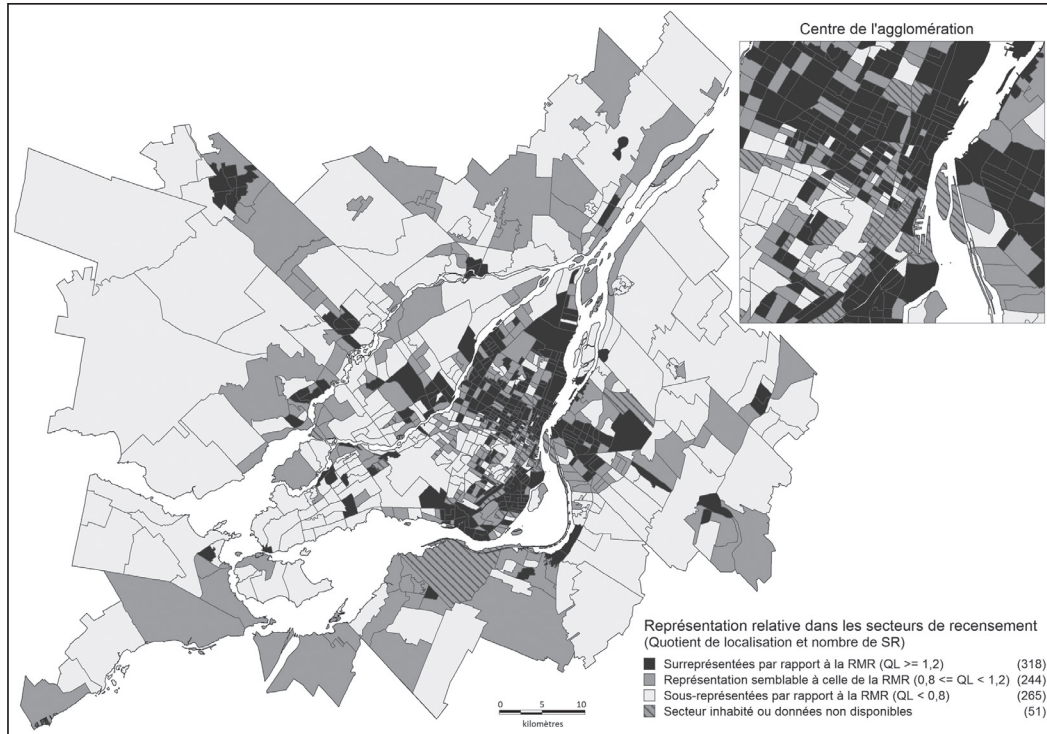 Centre de l'agglomération
Représentation relative dans les secteurs de recensement
(Quotient de localisation et nombre de SR)
Surreprésentées par rapport à la RMR (QL >= 1,2) (318)
Représentation semblable à celle de la RMR (0,8 <= QL < 1,2) (244)
Sous-représentées par rapport à la RMR (QL < 0,8) (265)
Secteur inhabité ou données non disponibles (51)
0 5 10
kilomètres